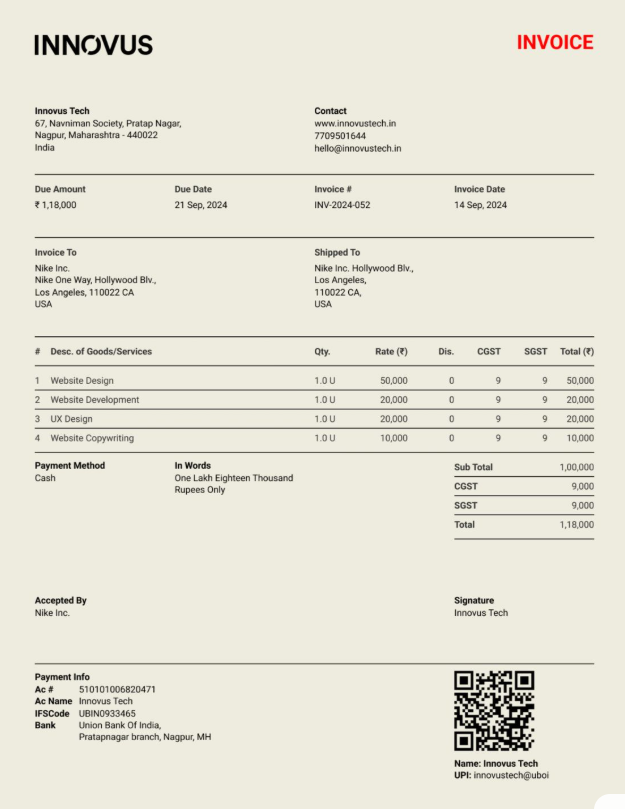 INNOVUS
INVOICE
Innovus Tech
67, Navniman Society, Pratap Nagar,
Nagpur, Maharashtra - 440022
India
Contact
www.innovustech.in
7709501644
hello@innovustech.in
Due Amount
₹ 1,18,000
Due Date
21 Sep, 2024
Invoice #
INV-2024-052
Invoice Date
14 Sep, 2024
Invoice To
Nike Inc.
Nike One Way, Hollywood Blv.,
Los Angeles, 110022 CA
USA
Shipped To
Nike Inc. Hollywood Blv.,
Los Angeles,
110022 CA,
USA
# Desc. of Goods/Services Qty. Rate (₹) Dis. CGST SGST Total (₹)
1 Website Design 1.0 U 50,000 0 9 9 50,000
2 Website Development 1.0 U 20,000 0 9 9 20,000
3 UX Design 1.0 U 20,000 0 9 9 20,000
4 Website Copywriting 1.0 U 10,000 0 9 9 10,000
Payment Method
Cash
In Words
One Lakh Eighteen Thousand
Rupees Only
Sub Total 1,00,000
CGST 9,000
SGST 9,000
Total 1,18,000
Accepted By
Nike Inc.
Signature
Innovus Tech
Payment Info
Ac # 510101006820471
Ac Name Innovus Tech
IFSCode UBIN0933465
Bank Union Bank Of India,
Pratapnagar branch, Nagpur, MH
Name: Innovus Tech
UPI: innovustech@uboi